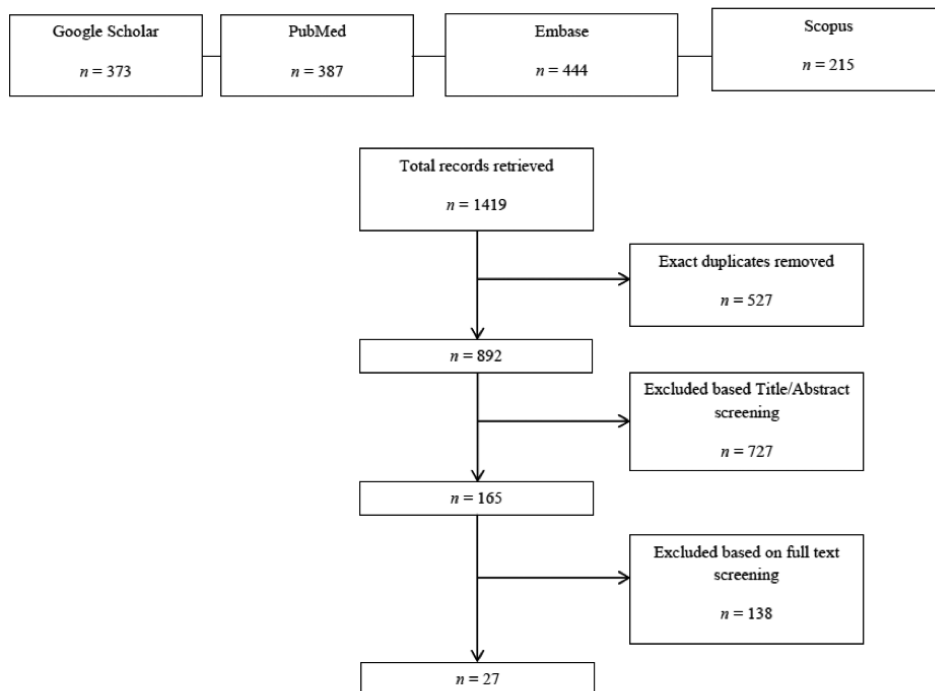 Google Scholar
n = 373
PubMed
n = 387
Embase
n = 444
Scopus
n = 215
Total records retrieved
n = 1419
Exact duplicates removed
n = 527
n = 892
Excluded based Title/Abstract
screening
n = 727
n = 165
Excluded based on full text
screening
n = 138
n = 27